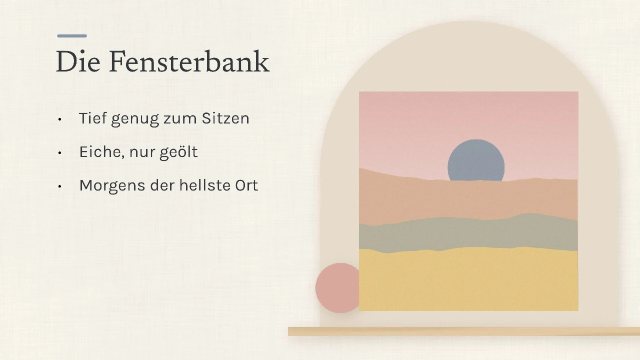 Die Fensterbank
• Tief genug zum Sitzen
• Eiche, nur geölt
• Morgens der hellste Ort